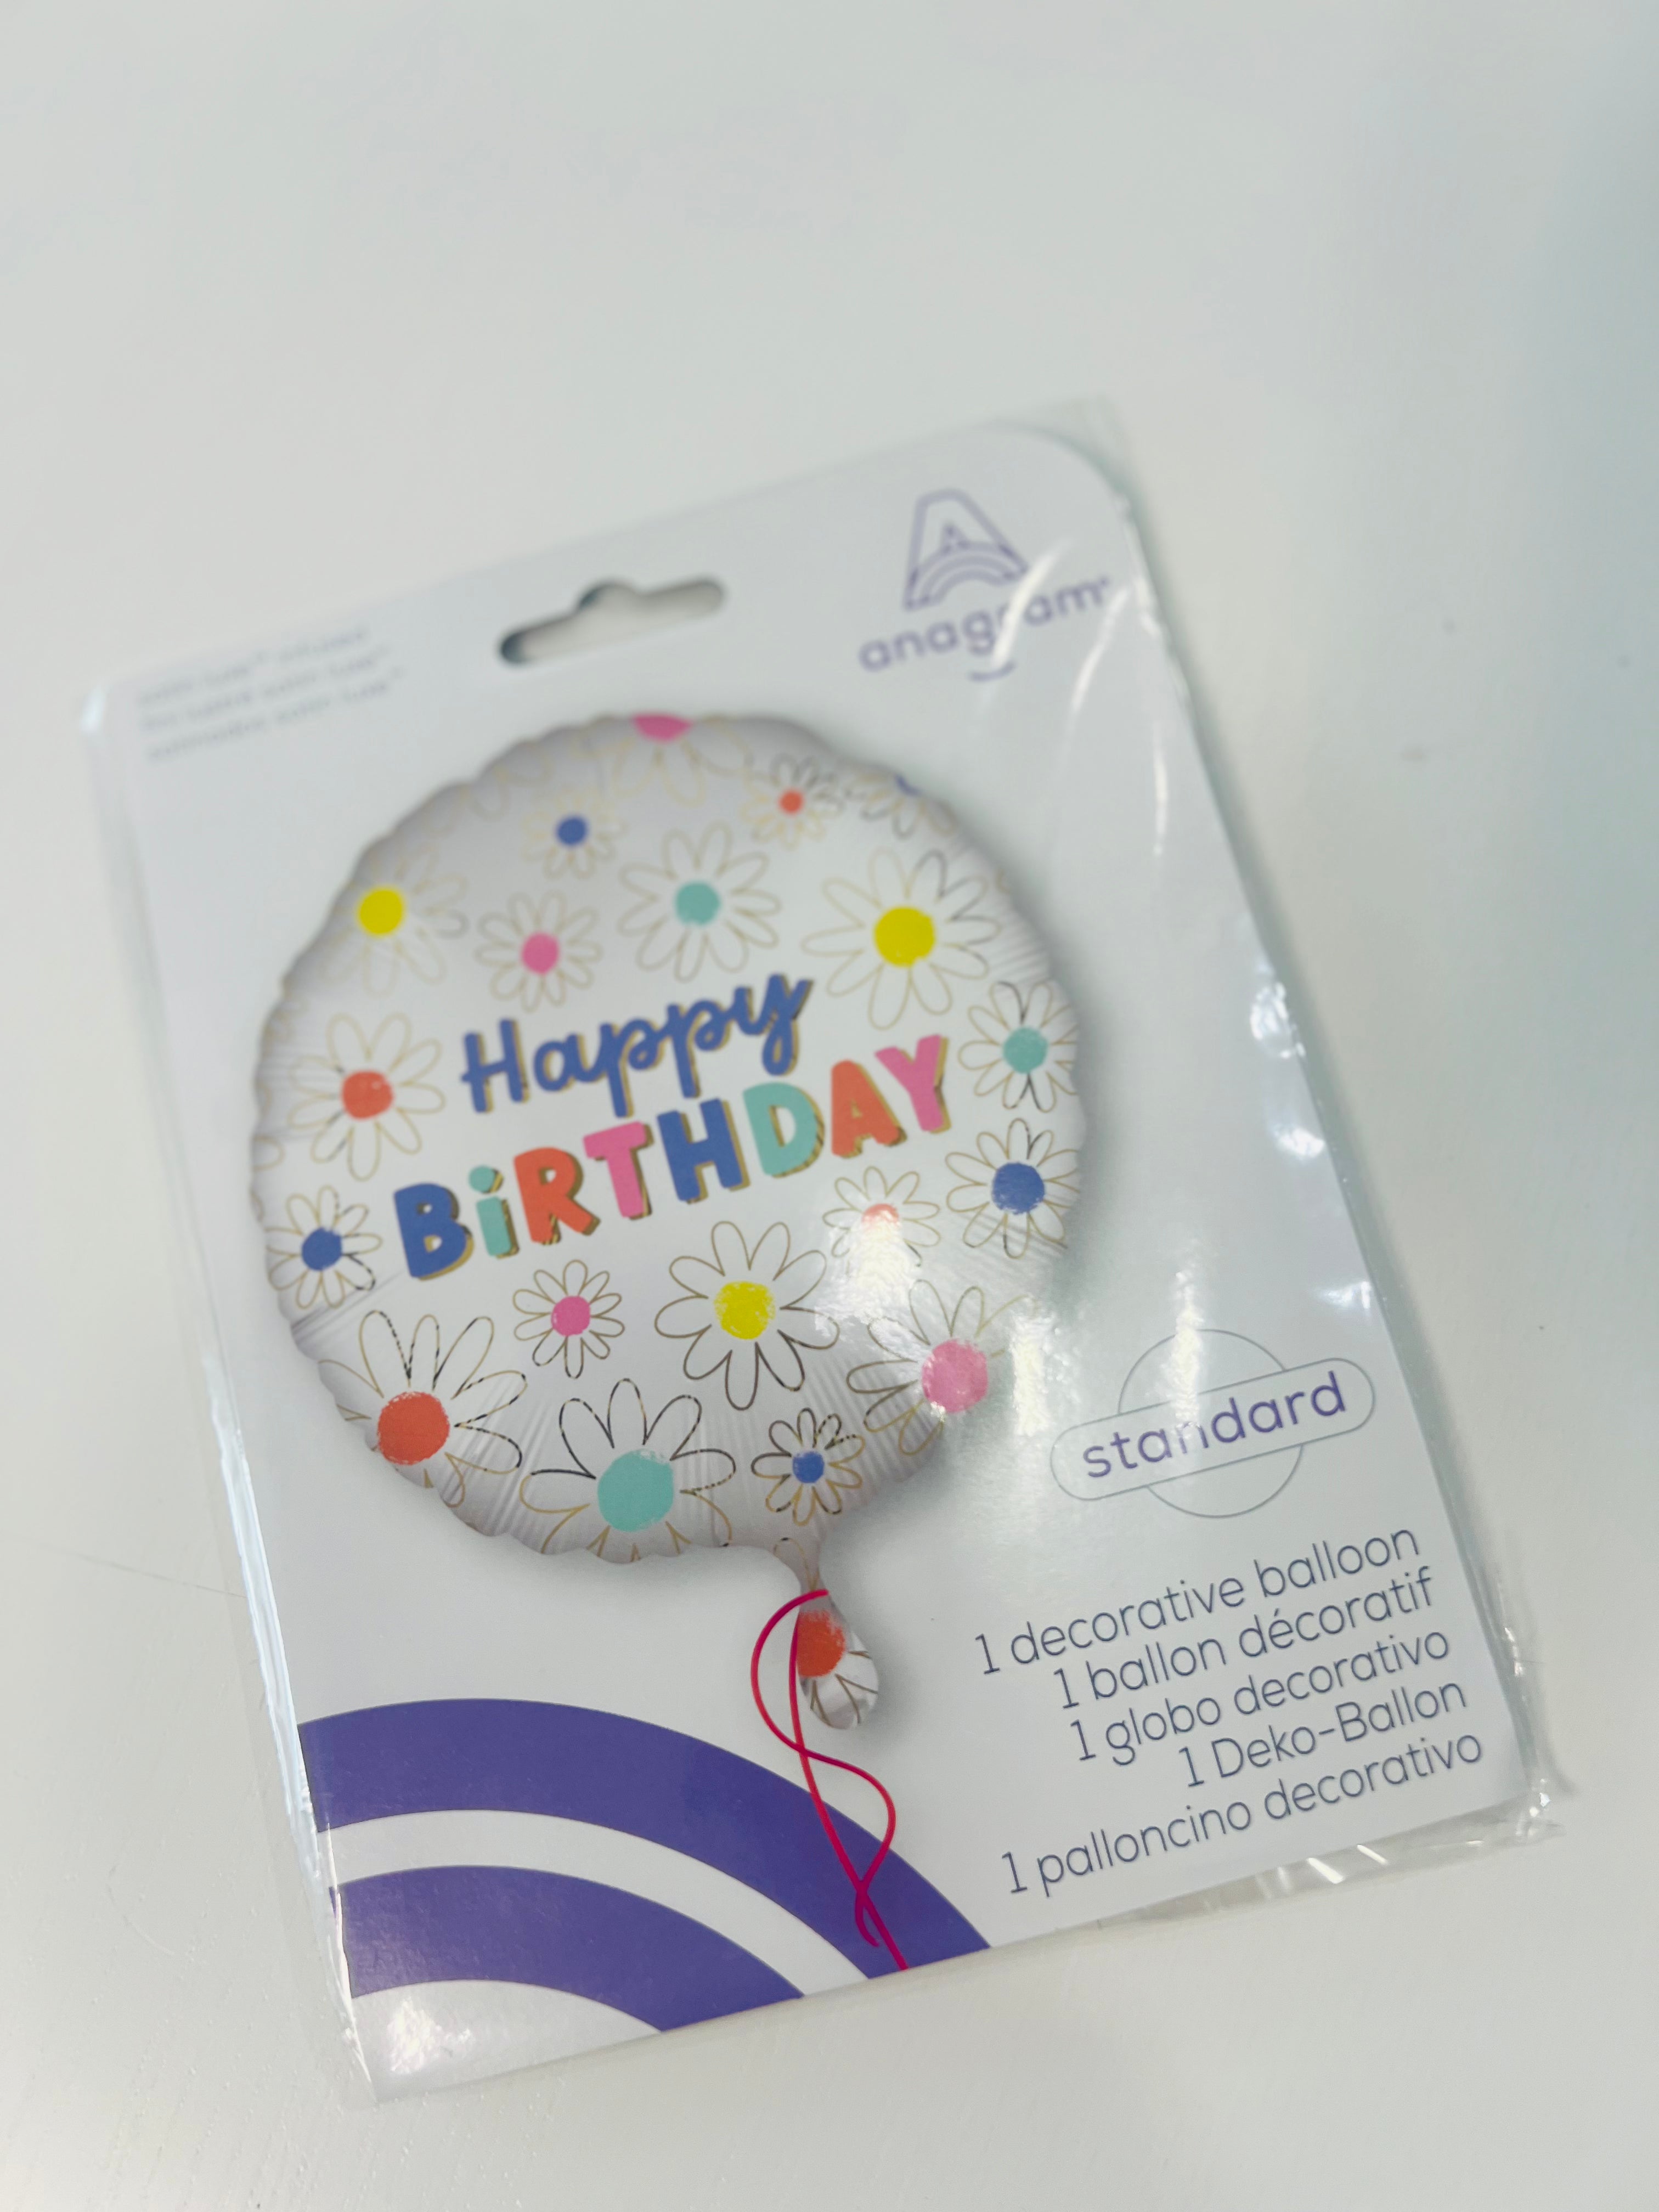 anagram
Happy
BiRTHDAY
standard
1 decorative balloon
1 ballon décoratif
1 globo decorativo
1 Deko-Ballon
1 palloncino decorativo